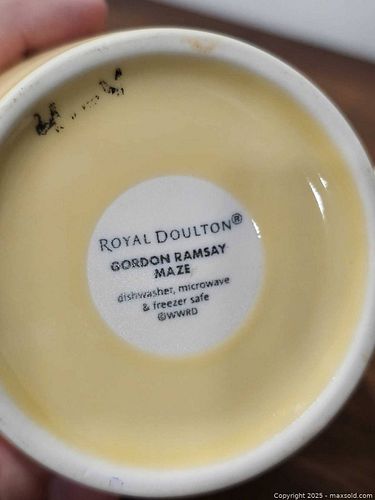 ROYAL DOULTON®
GORDON RAMSAY
MAZE
dishwasher, microwave
& freezer safe
©WWRD
Copyright 2025 - maxsold.com